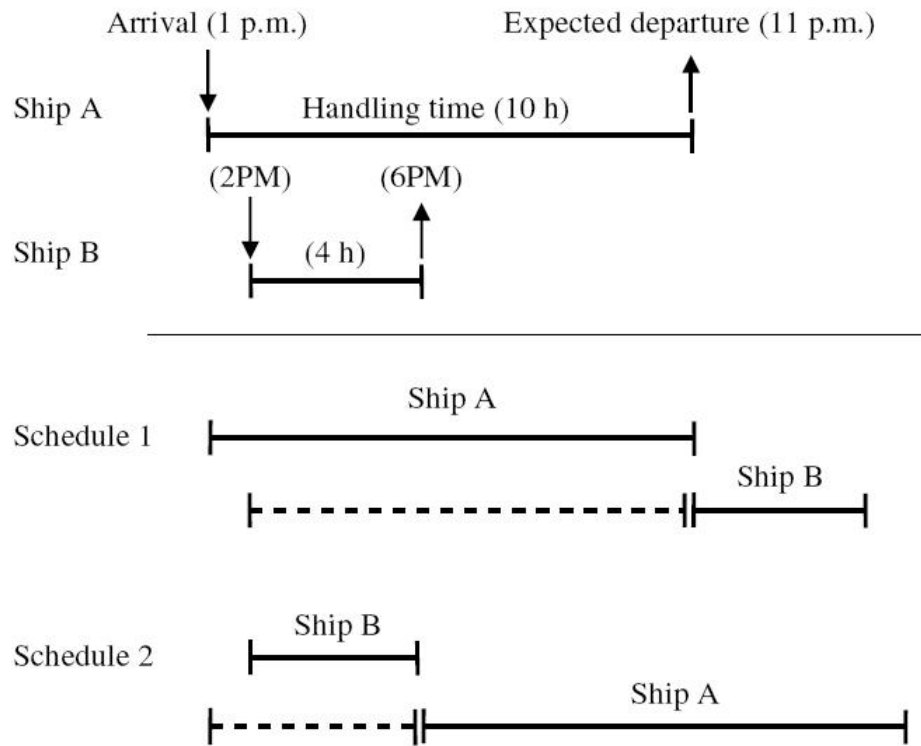 Arrival (1 p.m.) Expected departure (11 p.m.)
Ship A Handling time (10 h)
(2PM) (6PM)
Ship B (4 h)
Ship A
Schedule 1
Ship B
Ship B
Schedule 2
Ship A